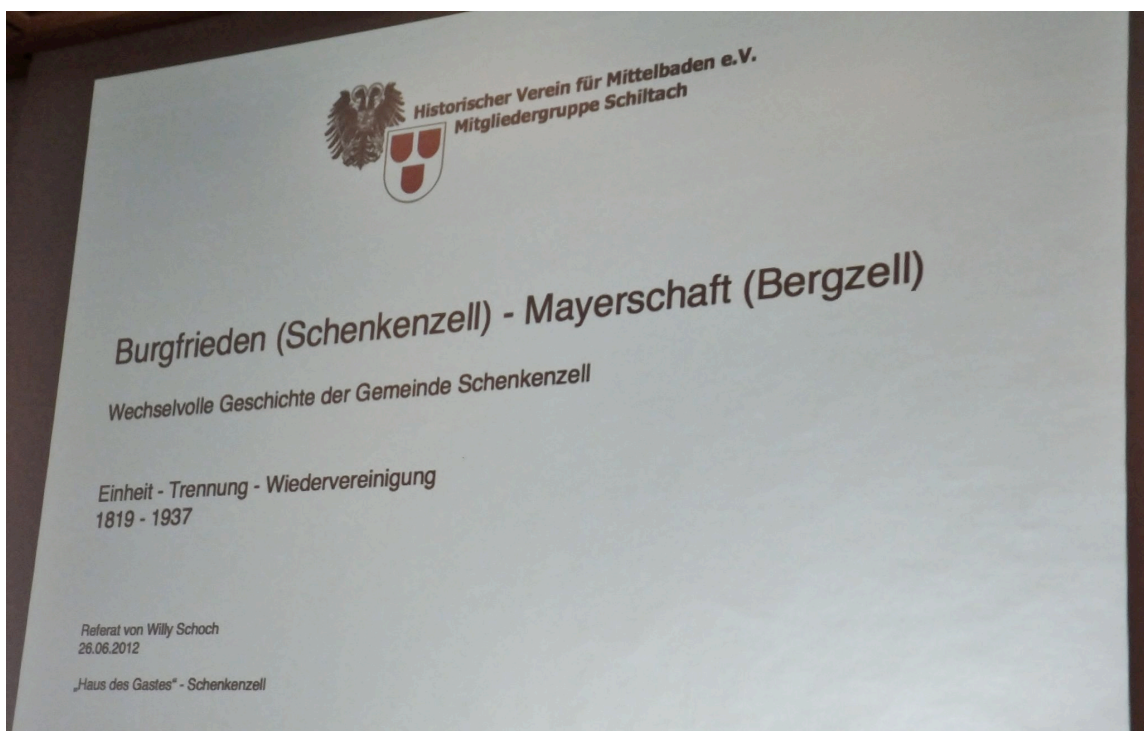 Historischer Verein für Mittelbaden e.V.
Mitgliedergruppe Schiltach
Burgfrieden (Schenkenzell) - Mayerschaft (Bergzell)
Wechselvolle Geschichte der Gemeinde Schenkenzell
Einheit - Trennung - Wiedervereinigung
1819 - 1937
Referat von Willy Schoch
26.06.2012
„Haus des Gastes“ - Schenkenzell